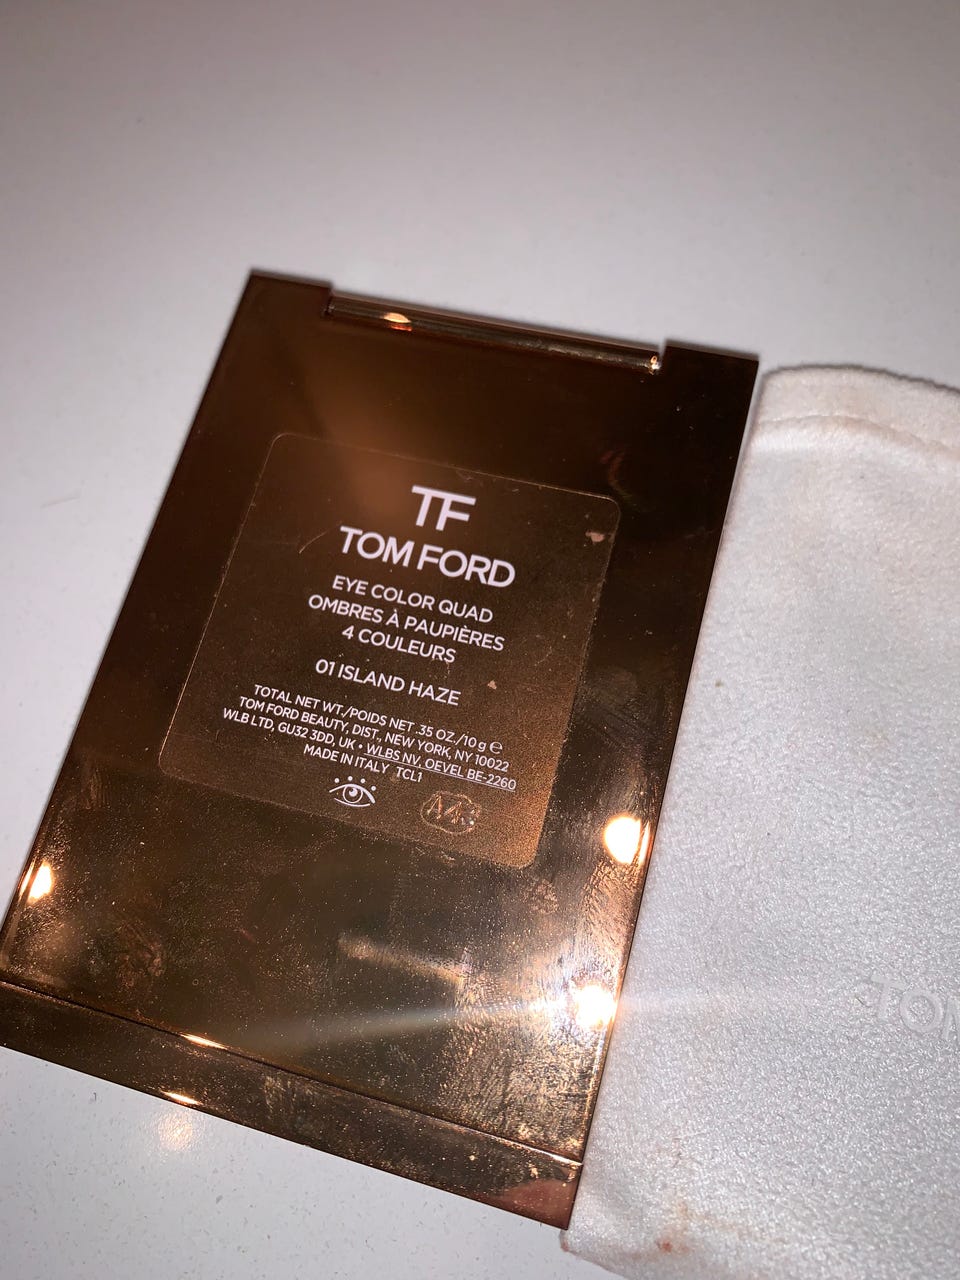 TF
TOM FORD
EYE COLOR QUAD
OMBRES À PAUPIÈRES
4 COULEURS
01 ISLAND HAZE
TOTAL NET WT./POIDS NET .35 OZ./10 g ℮
TOM FORD BEAUTY, DIST., NEW YORK, NY 10022
WLB LTD, GU32 3DD, UK • WLBS NV, OEVEL BE-2260
MADE IN ITALY TCL1
A43
TOM